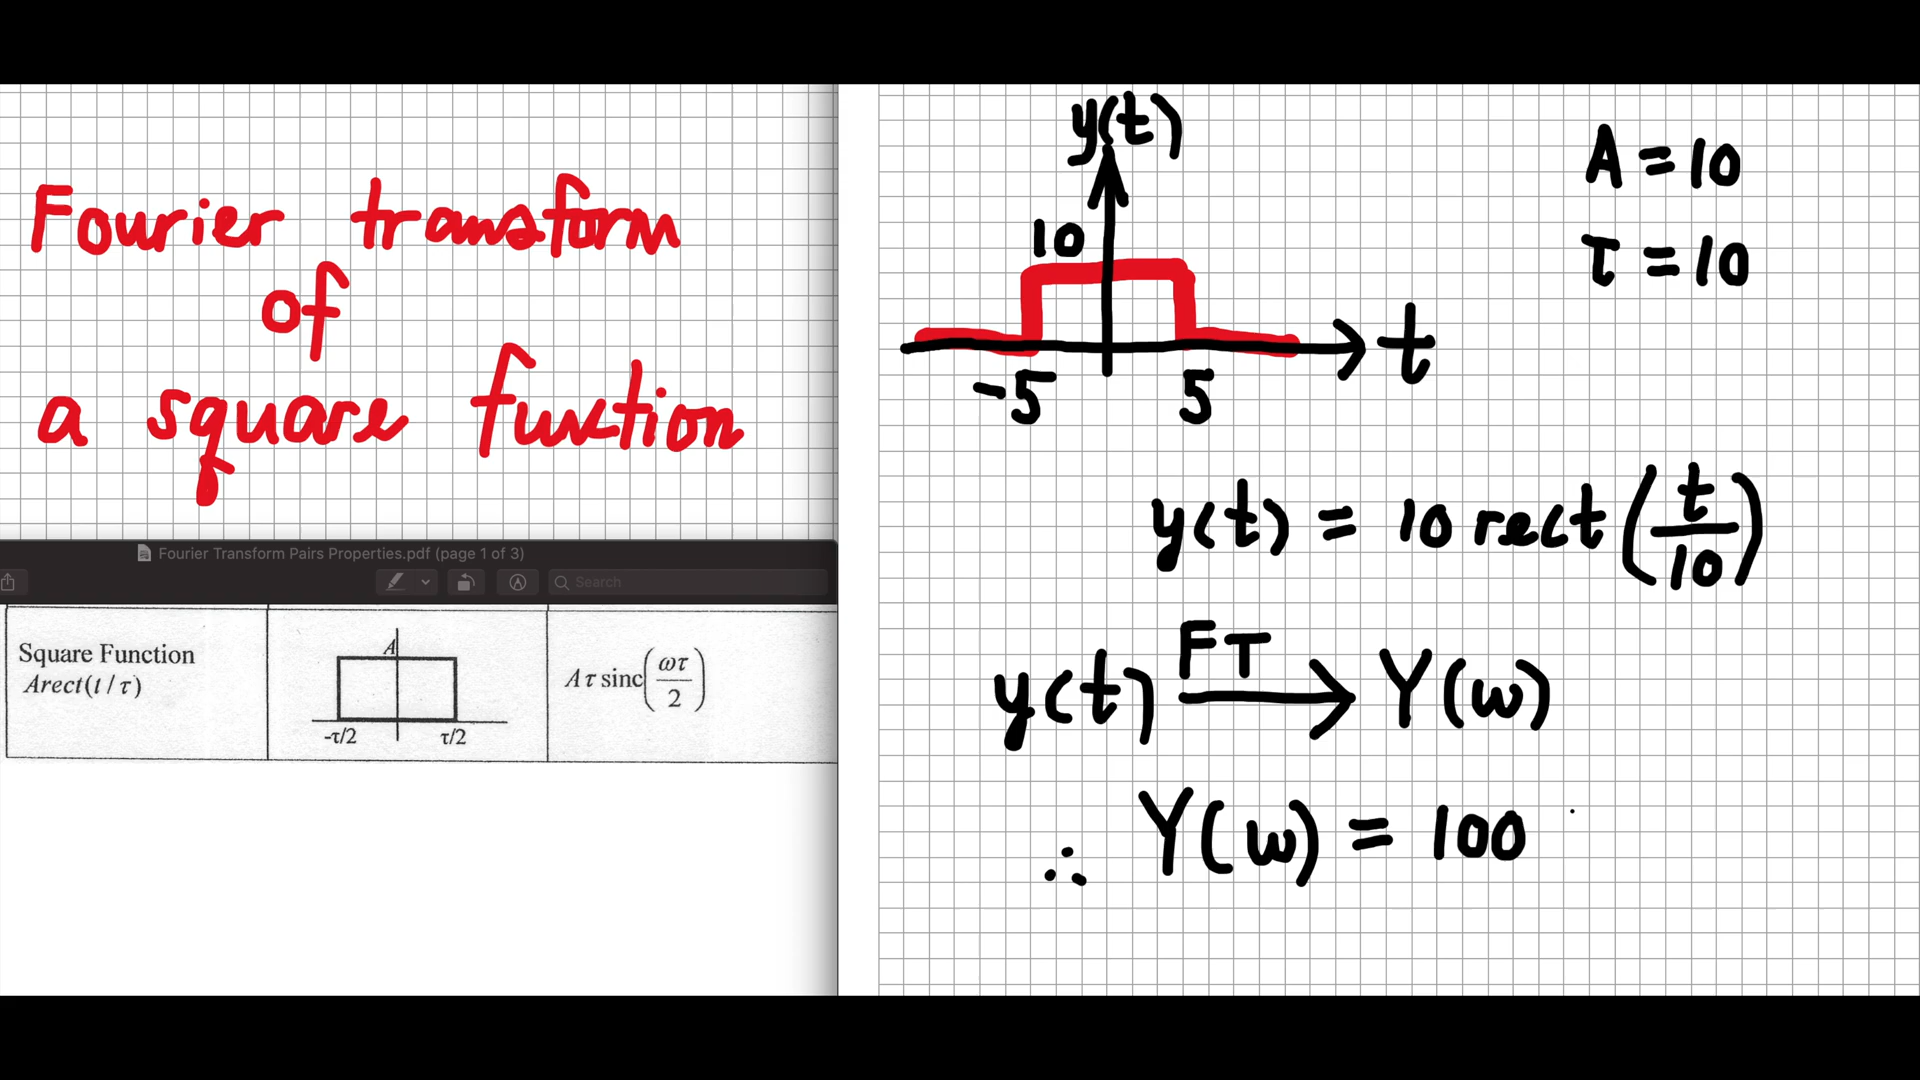 Fourier transform
of
a square function
Fourier Transform Pairs Properties.pdf (page 1 of 3)
Search
Square Function
Arect(t/τ)
A
-τ/2 τ/2
Aτ sinc(ωτ/2)
y(t)
10
-5 5
t
A = 10
τ = 10
y(t) = 10 rect(t/10)
y(t) FT→ Y(w)
∴ Y(w) = 100